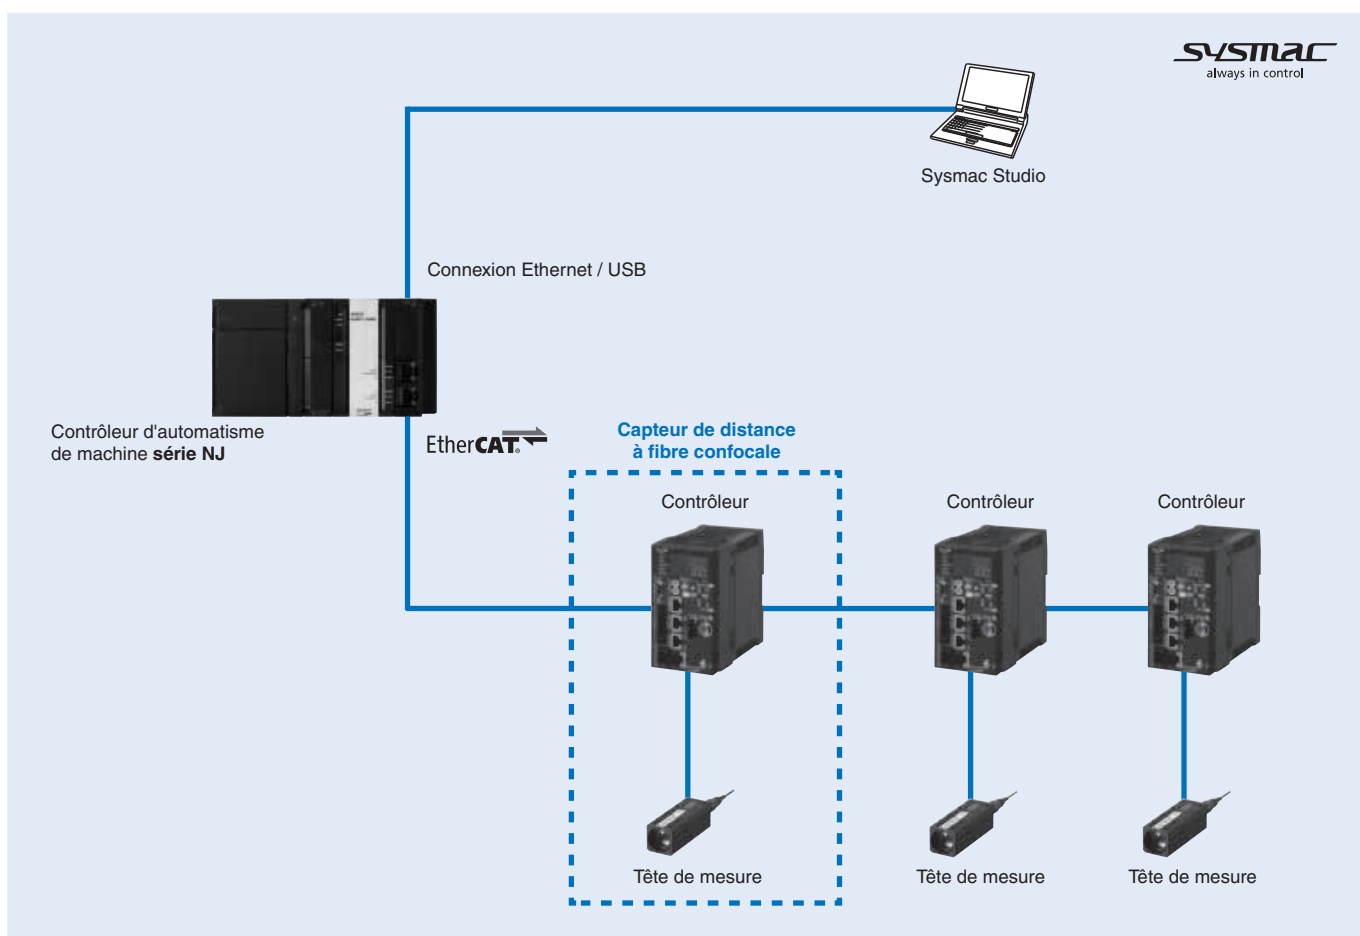 sysmac
always in control
Sysmac Studio
Connexion Ethernet / USB
Contrôleur d'automatisme
de machine série NJ
EtherCAT®
Capteur de distance
à fibre confocale
Contrôleur
Contrôleur
Contrôleur
Tête de mesure
Tête de mesure
Tête de mesure